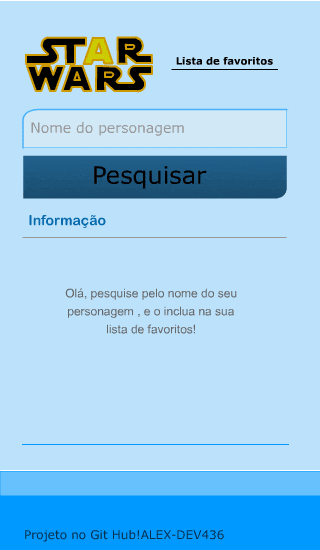 STAR
WARS
Lista de favoritos
Nome do personagem
Pesquisar
Informação
Olá, pesquise pelo nome do seu
personagem , e o inclua na sua
lista de favoritos!
Projeto no Git Hub!ALEX-DEV436